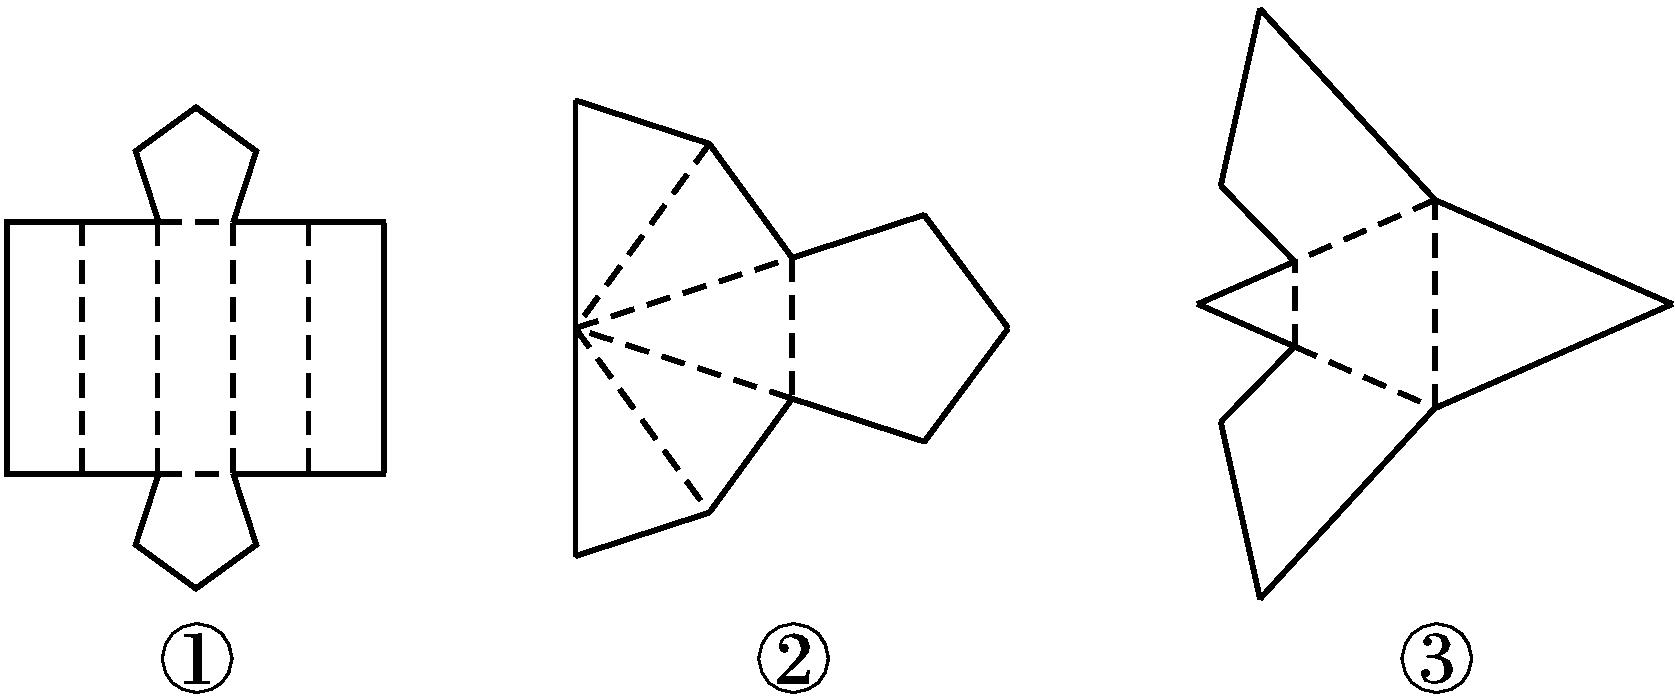 ① ② ③